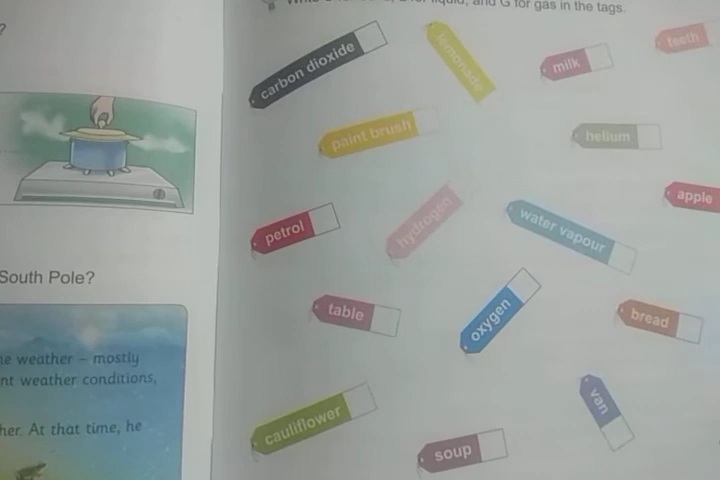 ?
South Pole?
he weather – mostly
nt weather conditions,
her. At that time, he
liquid, and G for gas in the tags.
carbon dioxide
lemonade
milk
teeth
paint brush
helium
apple
petrol
hydrogen
water vapour
table
oxygen
bread
cauliflower
van
soup